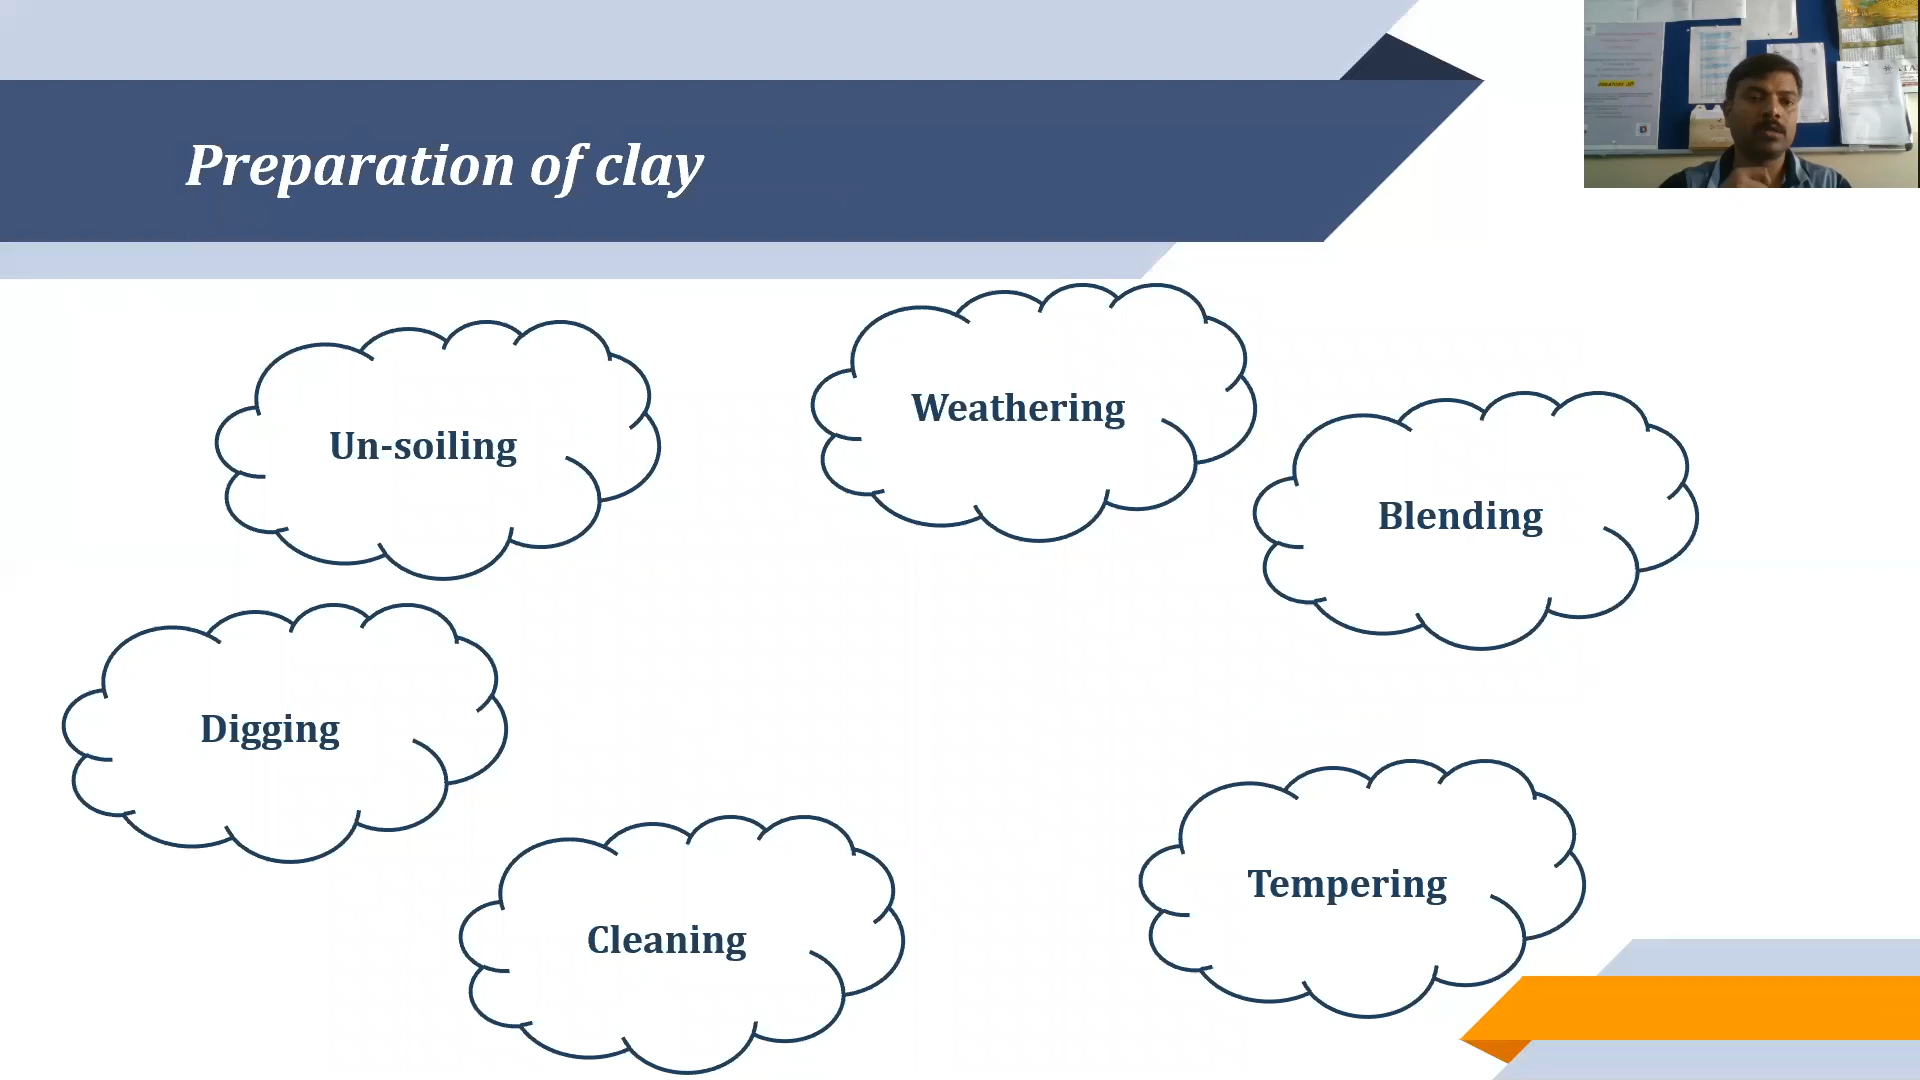 Preparation of clay
Un-soiling
Weathering
Blending
Digging
Cleaning
Tempering